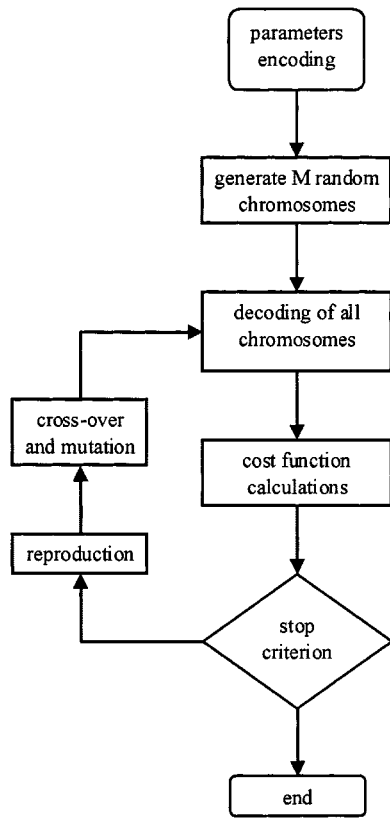 parameters
encoding
generate M random
chromosomes
decoding of all
chromosomes
cross-over
and mutation
cost function
calculations
reproduction
stop
criterion
end